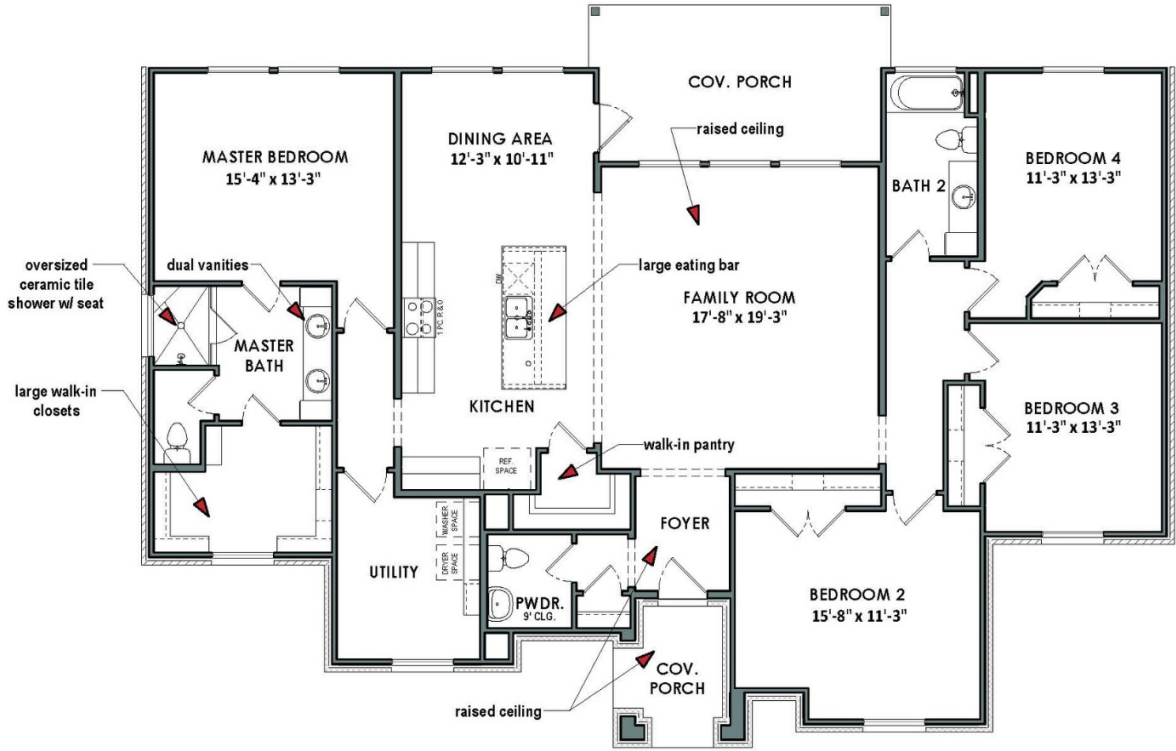 COV. PORCH
raised ceiling
MASTER BEDROOM
15'-4" x 13'-3"
DINING AREA
12'-3" x 10'-11"
BATH 2
BEDROOM 4
11'-3" x 13'-3"
oversized
ceramic tile
shower w/ seat
dual vanities
DW
1 PC. R & O
large eating bar
FAMILY ROOM
17'-8" x 19'-3"
MASTER
BATH
large walk-in
closets
KITCHEN
BEDROOM 3
11'-3" x 13'-3"
REF.
SPACE
walk-in pantry
WASHER
SPACE
DRYER
SPACE
FOYER
UTILITY
PWDR.
9' CLG.
BEDROOM 2
15'-8" x 11'-3"
COV.
PORCH
raised ceiling